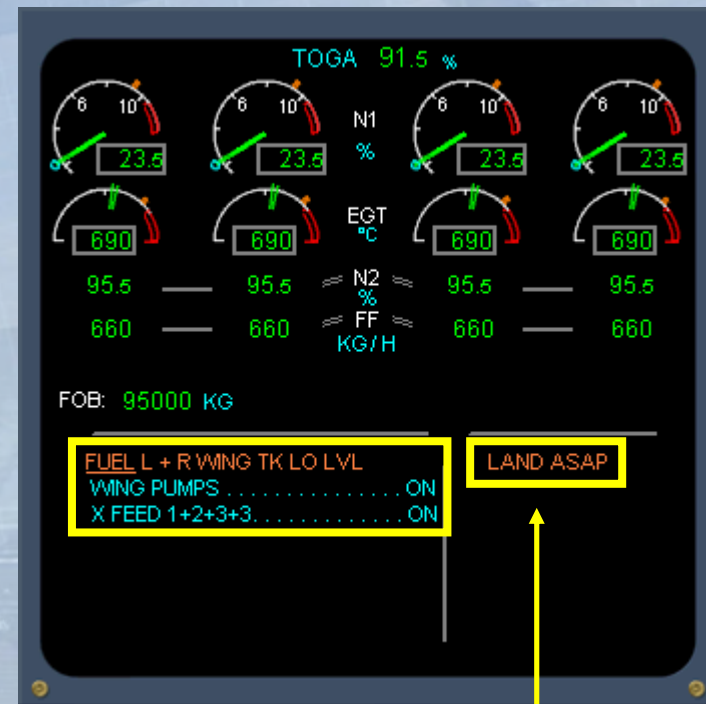 TOGA 91.5 %
6 10 6 10 N1 6 10 6 10
23.5 23.5 % 23.5 23.5
EGT
690 690 °C 690 690
95.5 95.5 N2 95.5 95.5
%
660 660 FF 660 660
KG/H
FOB: 95000 KG
FUEL L + R WING TK LO LVL LAND ASAP
WING PUMPS . . . . . . . . . . . . . . . ON
X FEED 1+2+3+3. . . . . . . . . . . . ON